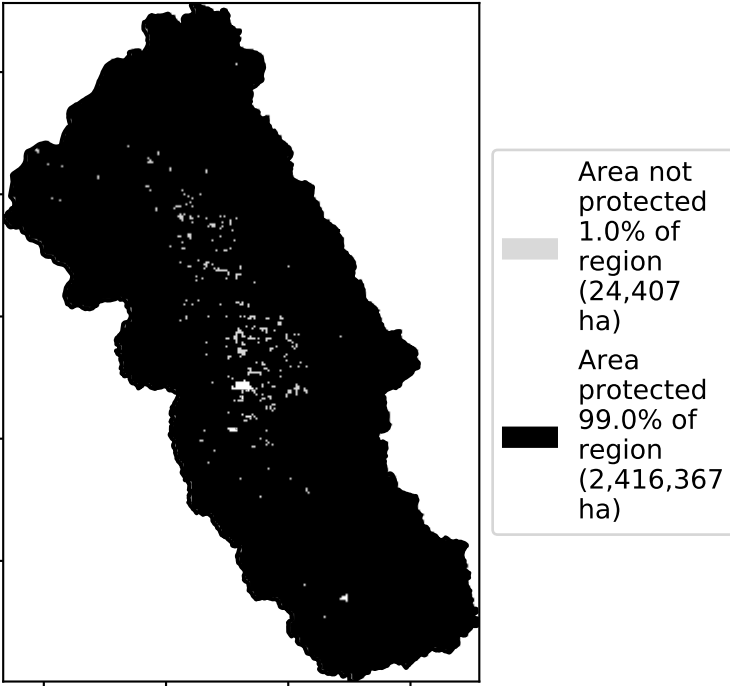 Area not
protected
1.0% of
region
(24,407
ha)
Area
protected
99.0% of
region
(2,416,367
ha)